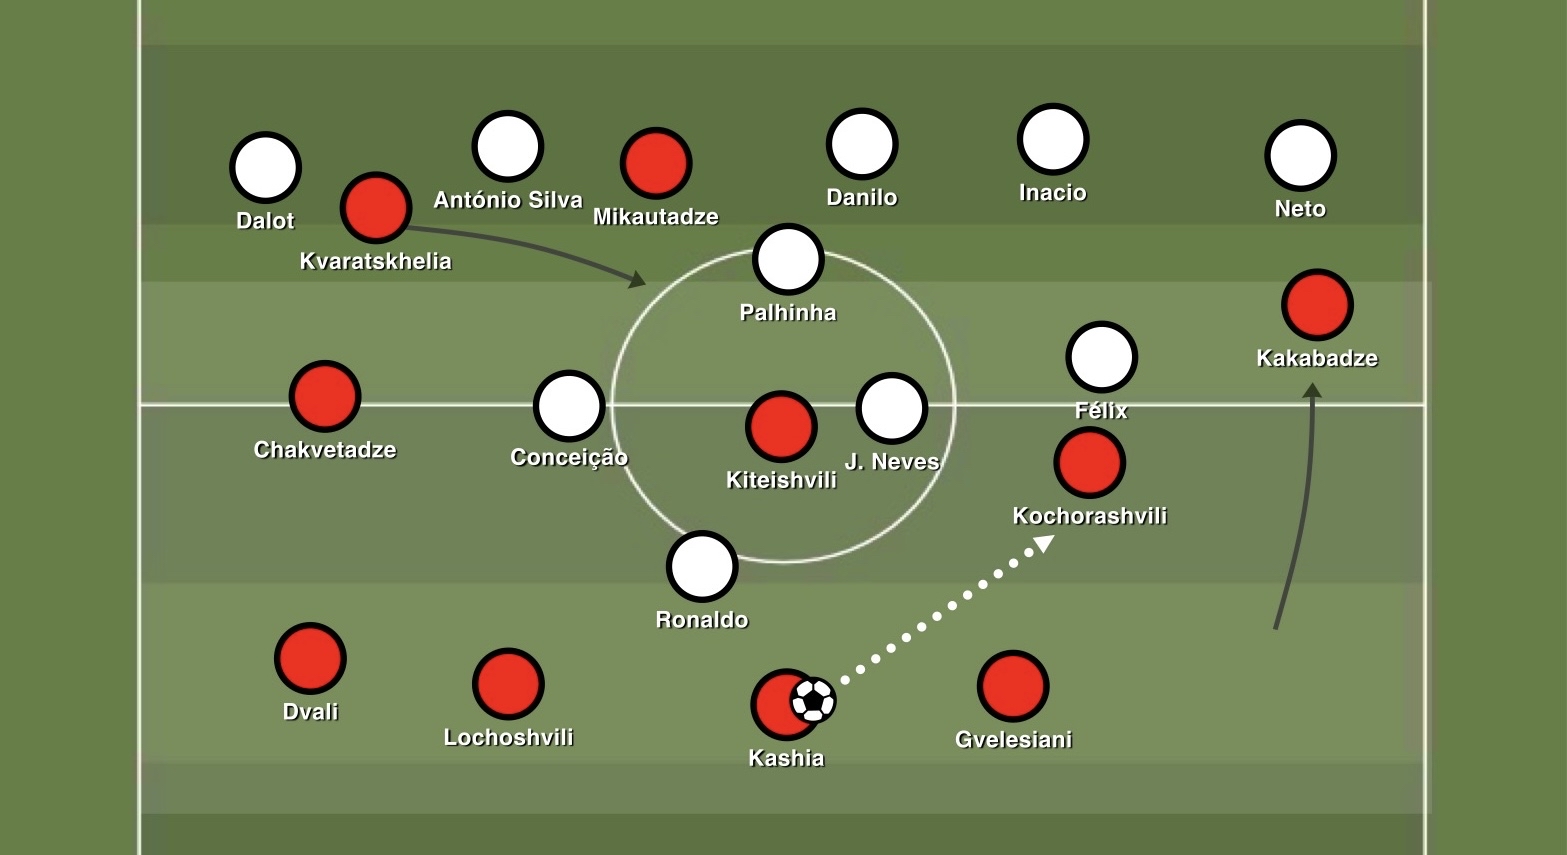 Dalot
António Silva
Mikautadze
Danilo
Inacio
Neto
Kvaratskhelia
Palhinha
Kakabadze
Félix
Chakvetadze
Conceição
Kiteishvili
J. Neves
Kochorashvili
Ronaldo
Dvali
Lochoshvili
Kashia
Gvelesiani